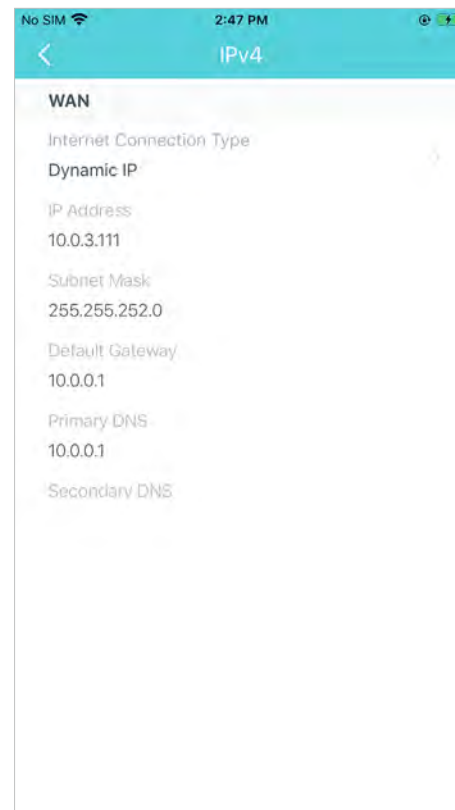 No SIM 2:47 PM
IPv4
WAN
Internet Connection Type
Dynamic IP
IP Address
10.0.3.111
Subnet Mask
255.255.252.0
Default Gateway
10.0.0.1
Primary DNS
10.0.0.1
Secondary DNS